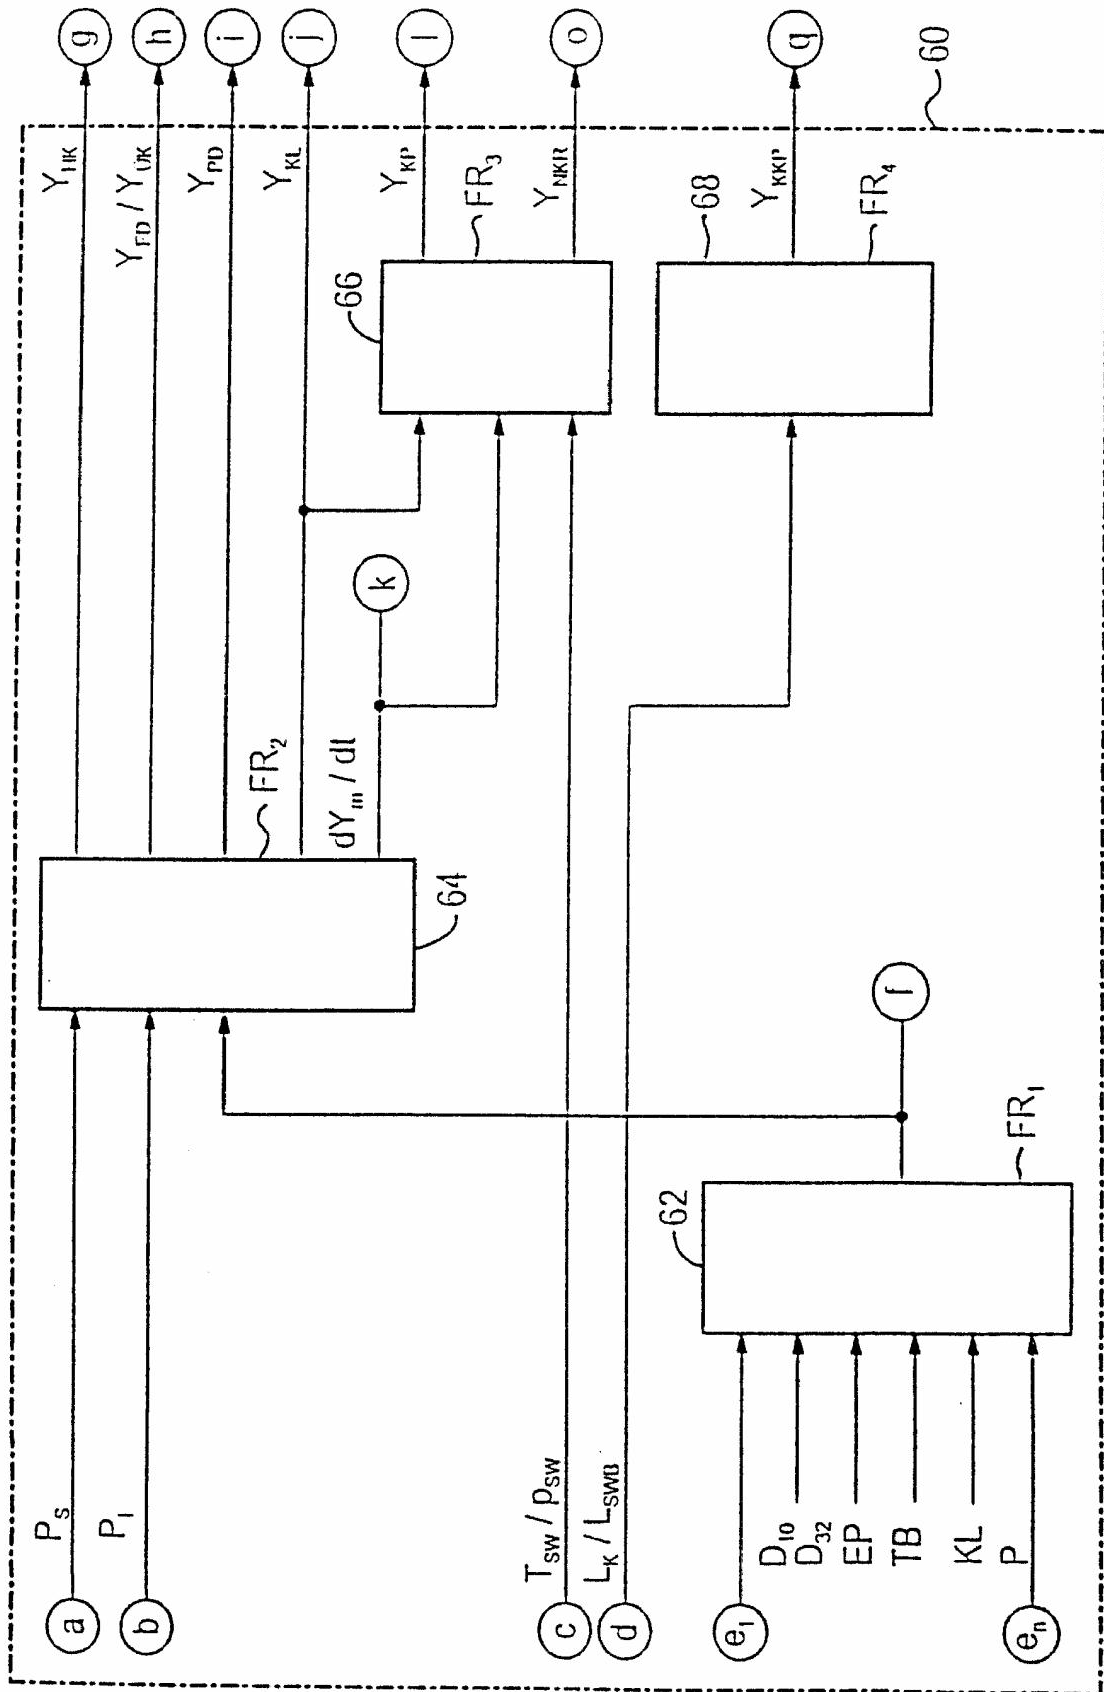 a
P_S
b
P_I
c
T_SW / p_SW
d
L_K / L_SWB
e_1
D_10
D_32
EP
TB
KL
P
e_n
62
FR_1
f
64
FR_2
dY_m / dt
k
66
FR_3
68
FR_4
Y_HK
Y_FD / Y_ÜK
Y_PD
Y_KL
Y_KP
Y_NKR
Y_KKP
g
h
i
j
l
o
q
60